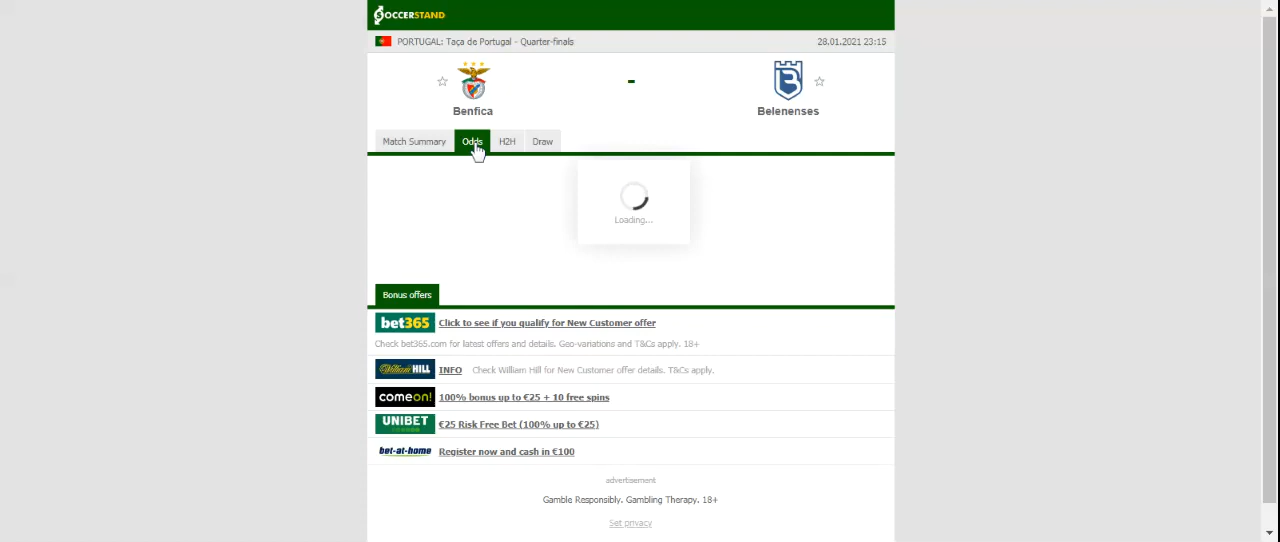 SOCCERSTAND
PORTUGAL: Taça de Portugal - Quarter-finals 28.01.2021 23:15
-
Benfica Belenenses
Match Summary Odds H2H Draw
Loading...
Bonus offers
bet365 Click to see if you qualify for New Customer offer
Check bet365.com for latest offers and details. Geo-variations and T&Cs apply. 18+
William HILL INFO Check William Hill for New Customer offer details. T&Cs apply.
comeon! 100% bonus up to €25 + 10 free spins
UNIBET €25 Risk Free Bet (100% up to €25)
bet-at-home Register now and cash in €100
advertisement
Gamble Responsibly. Gambling Therapy. 18+
Set privacy